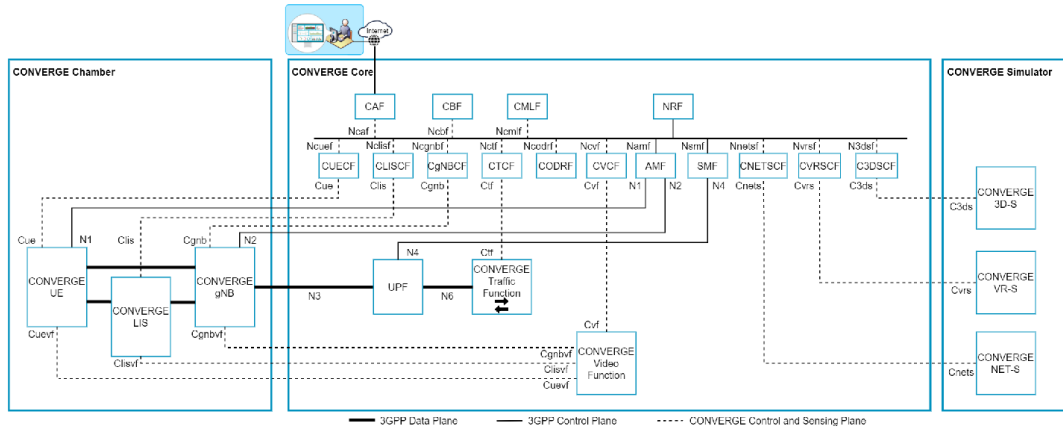 Internet
CONVERGE Chamber
CONVERGE Core
CONVERGE Simulator
CAF
CBF
CMLF
NRF
Ncaf
Ncbf
Ncmlf
Ncuef
Nclisf
Ncgnbf
Nctf
Ncodrf
Ncvf
Namf
Nsmf
Nnetsf
Nvrsf
N3dsf
CUECF
CLISCF
CgNBCF
CTCF
CODRF
CVCF
AMF
SMF
CNETSCF
CVRSCF
C3DSCF
Cue
Clis
Cgnb
Ctf
Cvf
N1
N2
N4
Cnets
Cvrs
C3ds
CONVERGE
3D-S
C3ds
Cue
N1
Clis
Cgnb
N2
N4
Ctf
CONVERGE
UE
CONVERGE
LIS
CONVERGE
gNB
N3
UPF
N6
CONVERGE
Traffic
Function
CONVERGE
VR-S
Cvrs
Cuevf
Clisvf
Cgnbvf
Cvf
Cgnbvf
Clisvf
Cuevf
CONVERGE
Video
Function
CONVERGE
NET-S
Cnets
3GPP Data Plane
3GPP Control Plane
CONVERGE Control and Sensing Plane